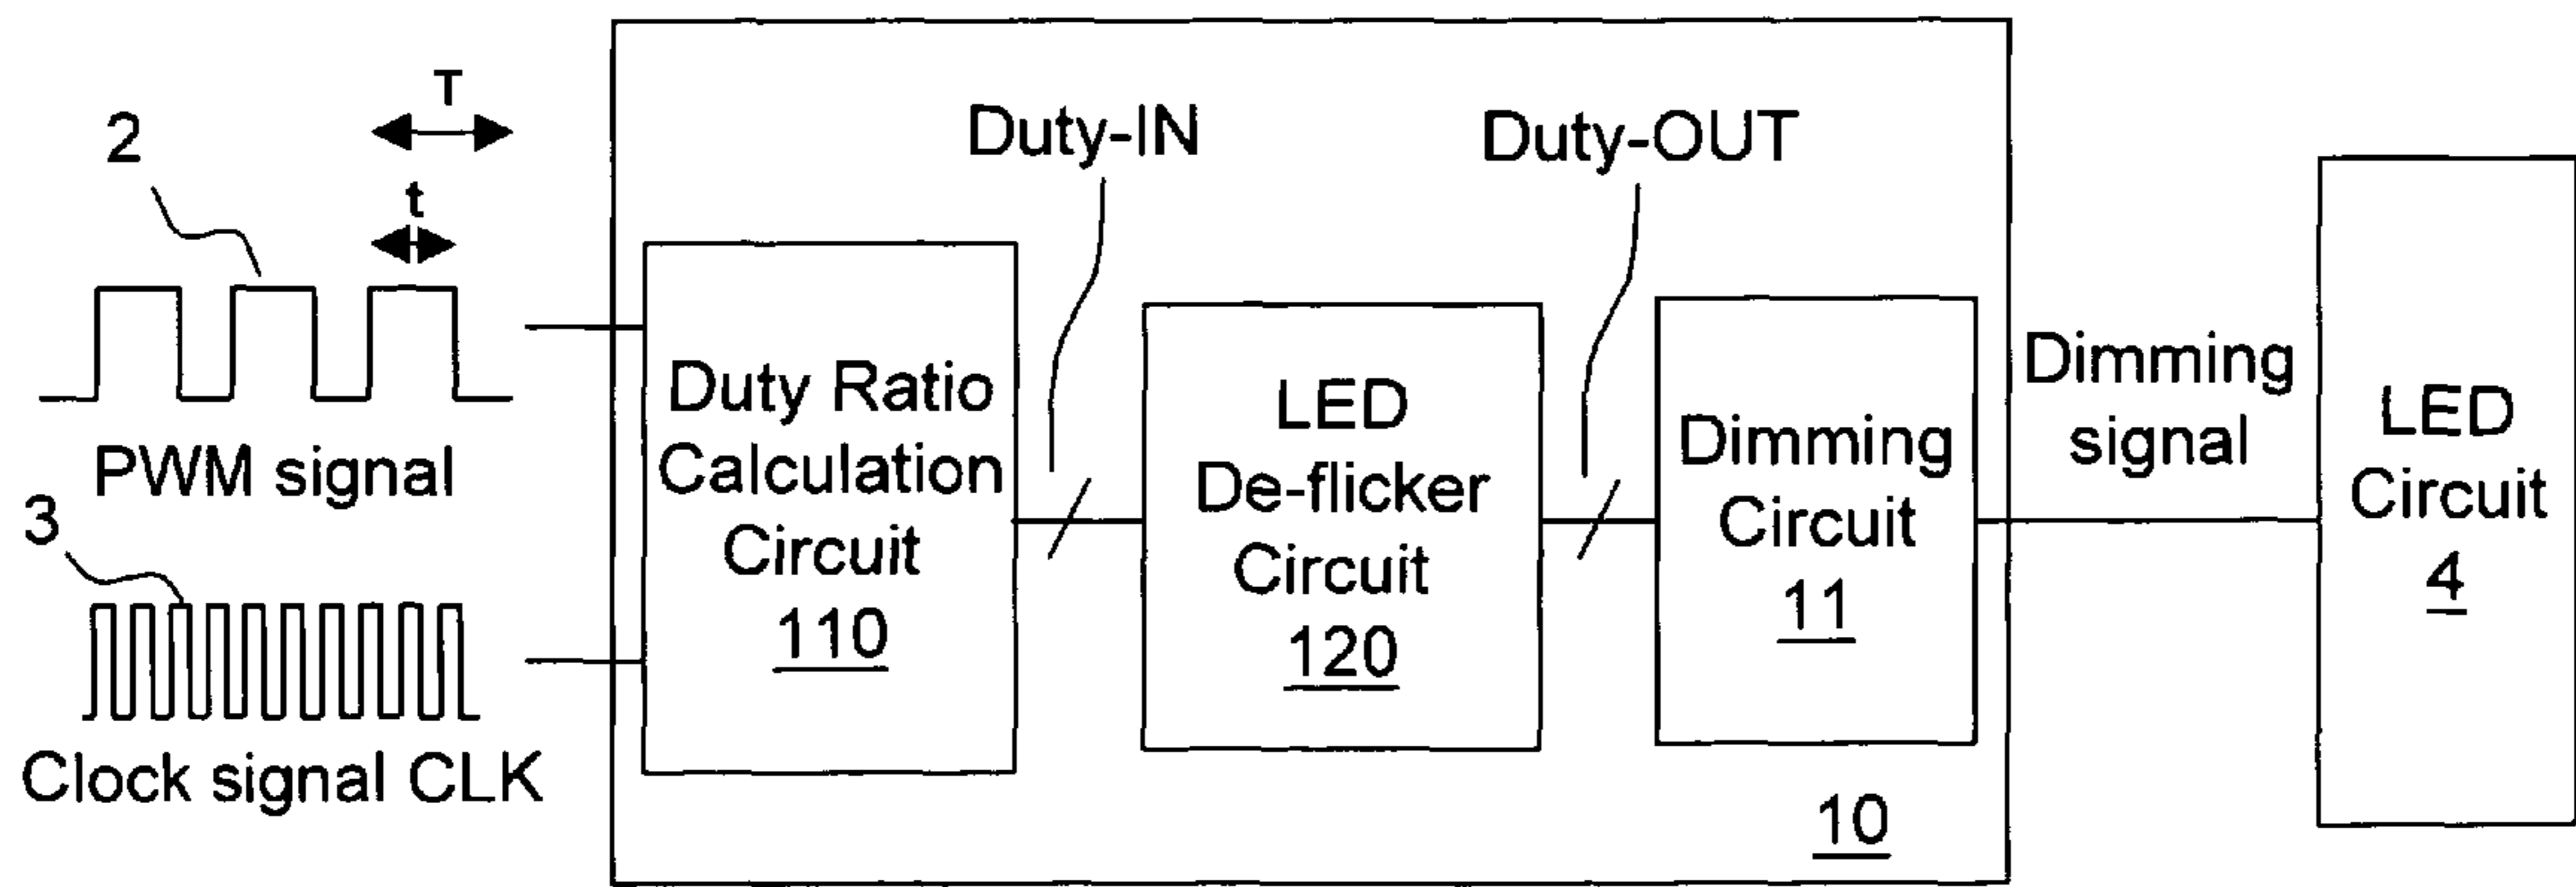 T
2
t
PWM signal
3
Clock signal CLK
Duty-IN
Duty-OUT
Duty Ratio
Calculation
Circuit
110
LED
De-flicker
Circuit
120
Dimming
Circuit
11
10
Dimming
signal
LED
Circuit
4